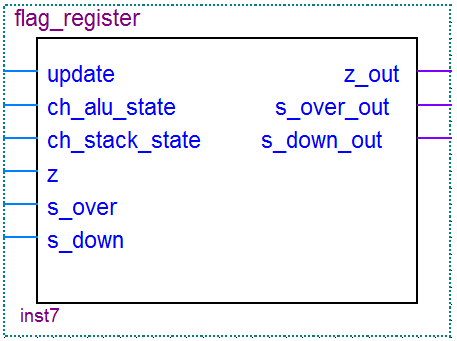 flag_register
update z_out
ch_alu_state s_over_out
ch_stack_state s_down_out
z
s_over
s_down
inst7